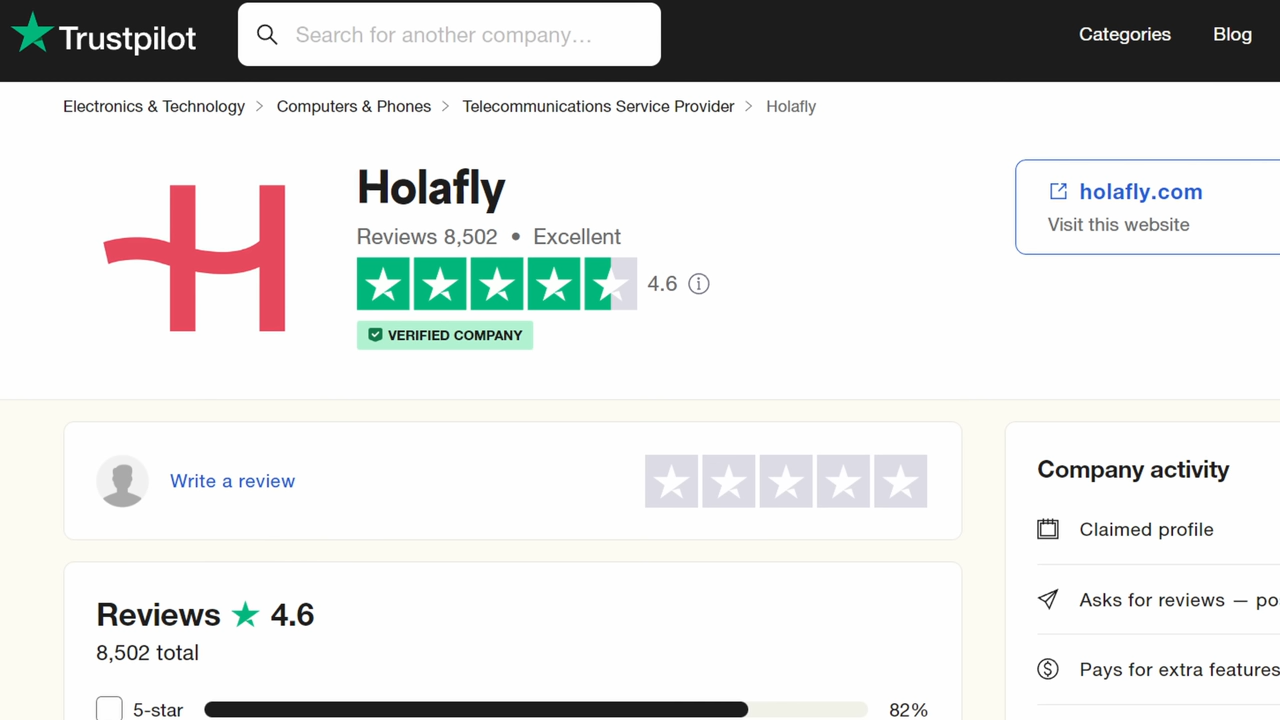 Trustpilot
Search for another company…
Categories
Blog
Electronics & Technology > Computers & Phones > Telecommunications Service Provider > Holafly
Holafly
Reviews 8,502 • Excellent
4.6
VERIFIED COMPANY
holafly.com
Visit this website
Write a review
Company activity
Claimed profile
Asks for reviews — po
Pays for extra features
Reviews ★ 4.6
8,502 total
5-star 82%